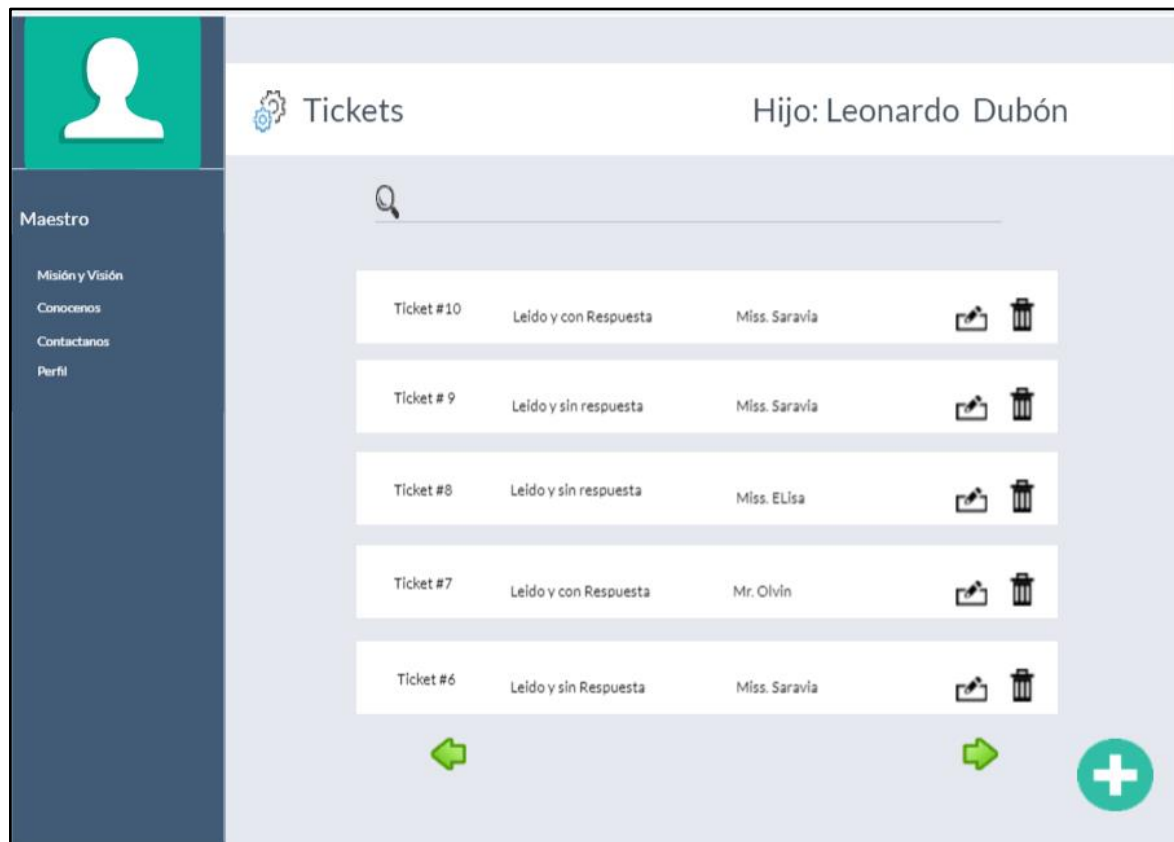 Tickets
Hijo: Leonardo Dubón
Maestro
Misión y Visión
Conocenos
Contactanos
Perfil
Ticket #10 Leido y con Respuesta Miss. Saravia
Ticket # 9 Leido y sin respuesta Miss. Saravia
Ticket #8 Leido y sin respuesta Miss. ELisa
Ticket #7 Leido y con Respuesta Mr. Olvin
Ticket #6 Leido y sin Respuesta Miss. Saravia